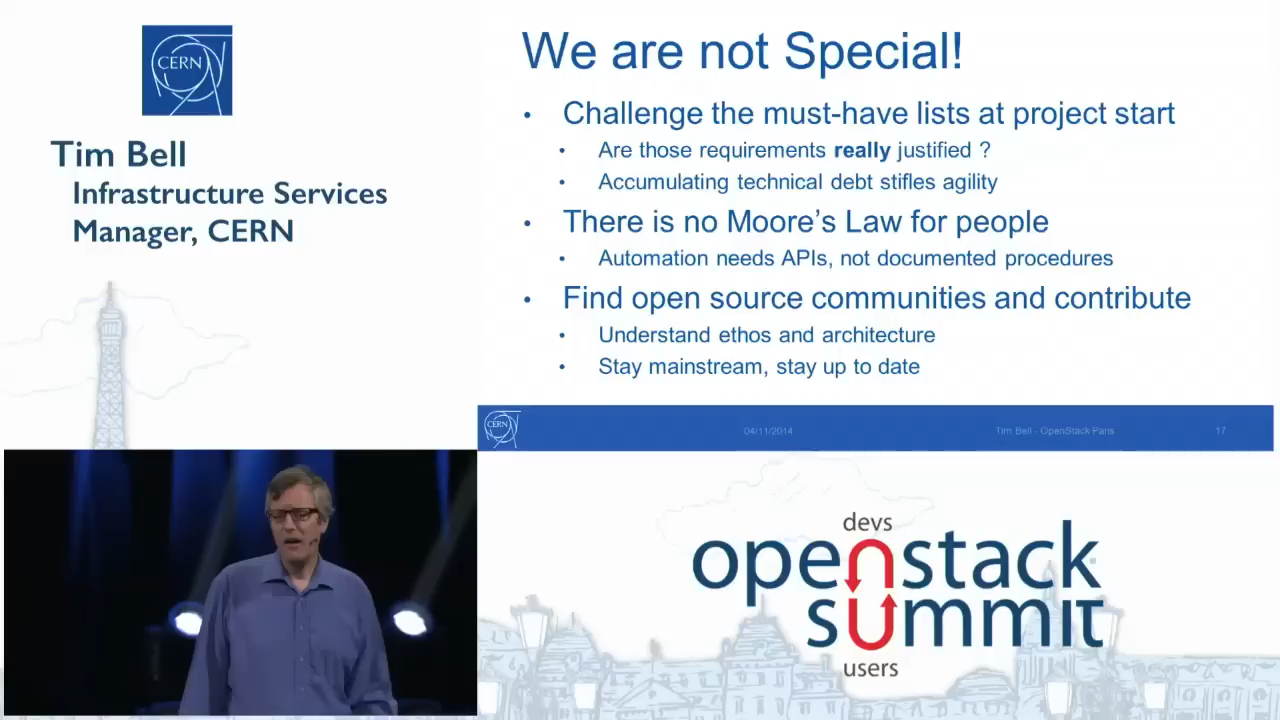 CERN
Tim Bell
Infrastructure Services
Manager, CERN
We are not Special!
• Challenge the must-have lists at project start
• Are those requirements really justified ?
• Accumulating technical debt stifles agility
• There is no Moore’s Law for people
• Automation needs APIs, not documented procedures
• Find open source communities and contribute
• Understand ethos and architecture
• Stay mainstream, stay up to date
CERN
04/11/2014
Tim Bell - OpenStack Paris
17
devs
openstack
summit
users